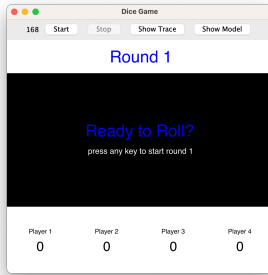 Dice Game
168 Start Stop Show Trace Show Model
Round 1
Ready to Roll?
press any key to start round 1
Player 1 Player 2 Player 3 Player 4
0 0 0 0